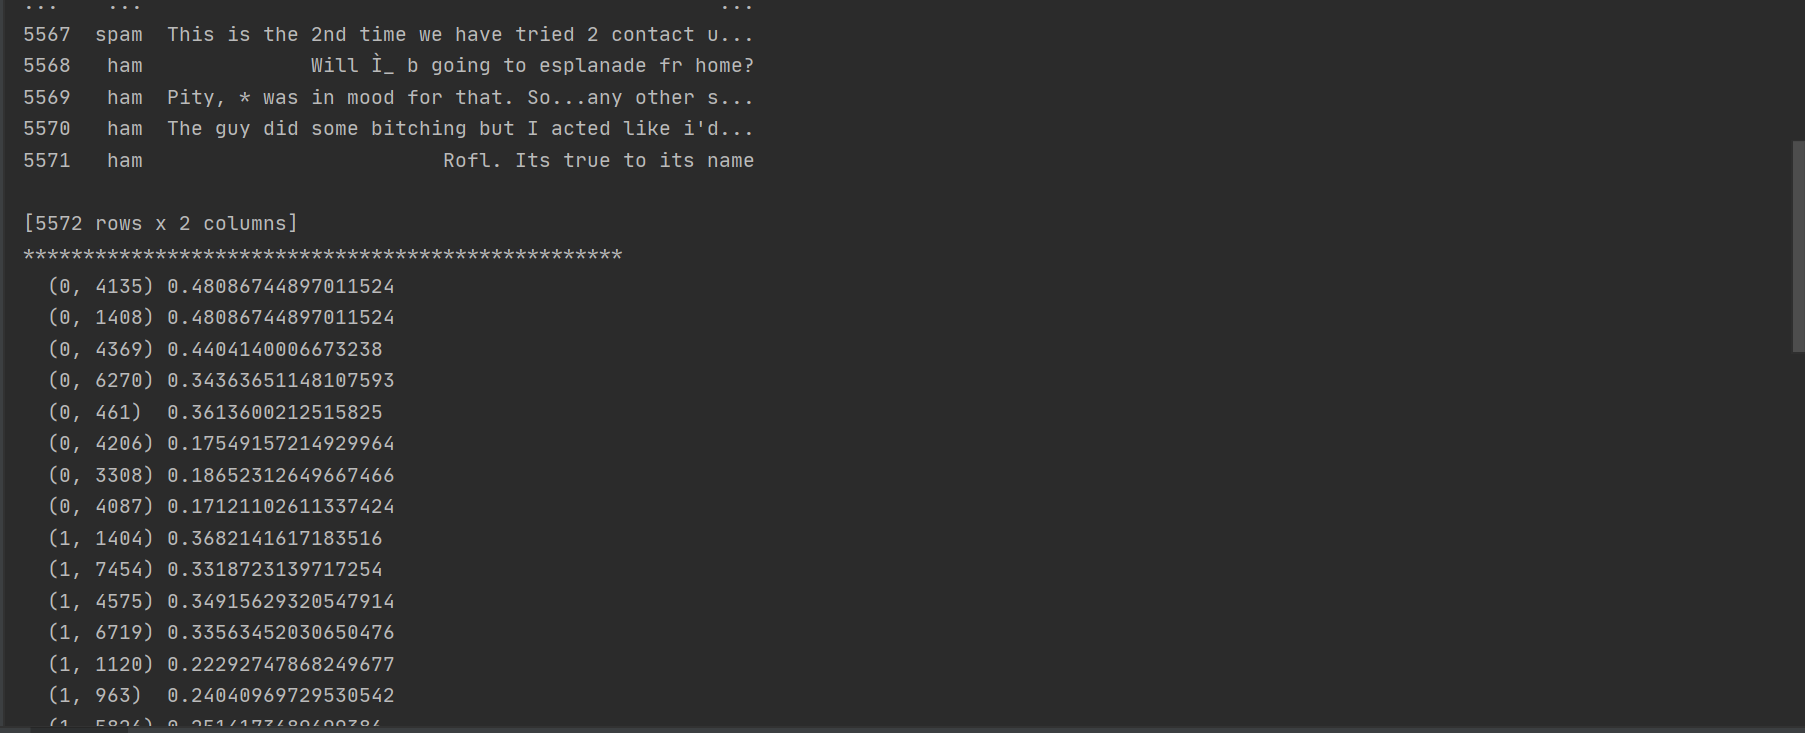 ... ... ...
5567 spam This is the 2nd time we have tried 2 contact u...
5568 ham Will Ì_ b going to esplanade fr home?
5569 ham Pity, * was in mood for that. So...any other s...
5570 ham The guy did some bitching but I acted like i'd...
5571 ham Rofl. Its true to its name
[5572 rows x 2 columns]
**************************************************
(0, 4135) 0.48086744897011524
(0, 1408) 0.48086744897011524
(0, 4369) 0.4404140006673238
(0, 6270) 0.34363651148107593
(0, 461) 0.3613600212515825
(0, 4206) 0.17549157214929964
(0, 3308) 0.18652312649667466
(0, 4087) 0.17121102611337424
(1, 1404) 0.3682141617183516
(1, 7454) 0.3318723139717254
(1, 4575) 0.34915629320547914
(1, 6719) 0.33563452030650476
(1, 1120) 0.22292747868249677
(1, 963) 0.24040969729530542